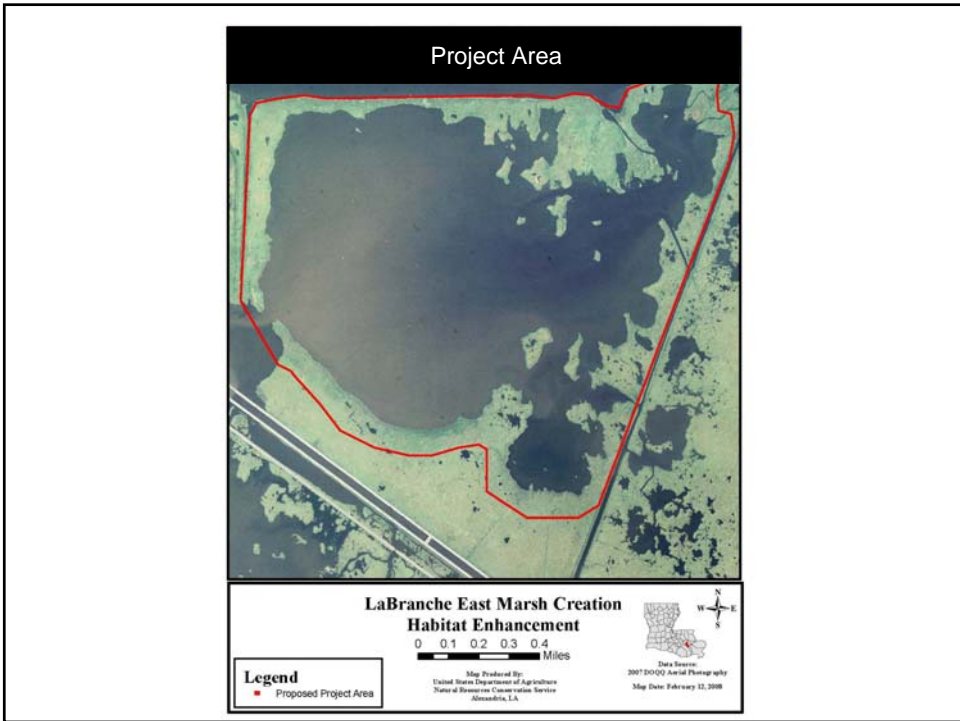 Project Area
LaBranche East Marsh Creation
Habitat Enhancement
0 0.1 0.2 0.3 0.4
Miles
N
W E
S
Legend
Proposed Project Area
Map Produced By:
United States Department of Agriculture
Natural Resources Conservation Service
Alexandria, LA
Data Source:
2007 DOQQ Aerial Photography
Map Date: February 12, 2008